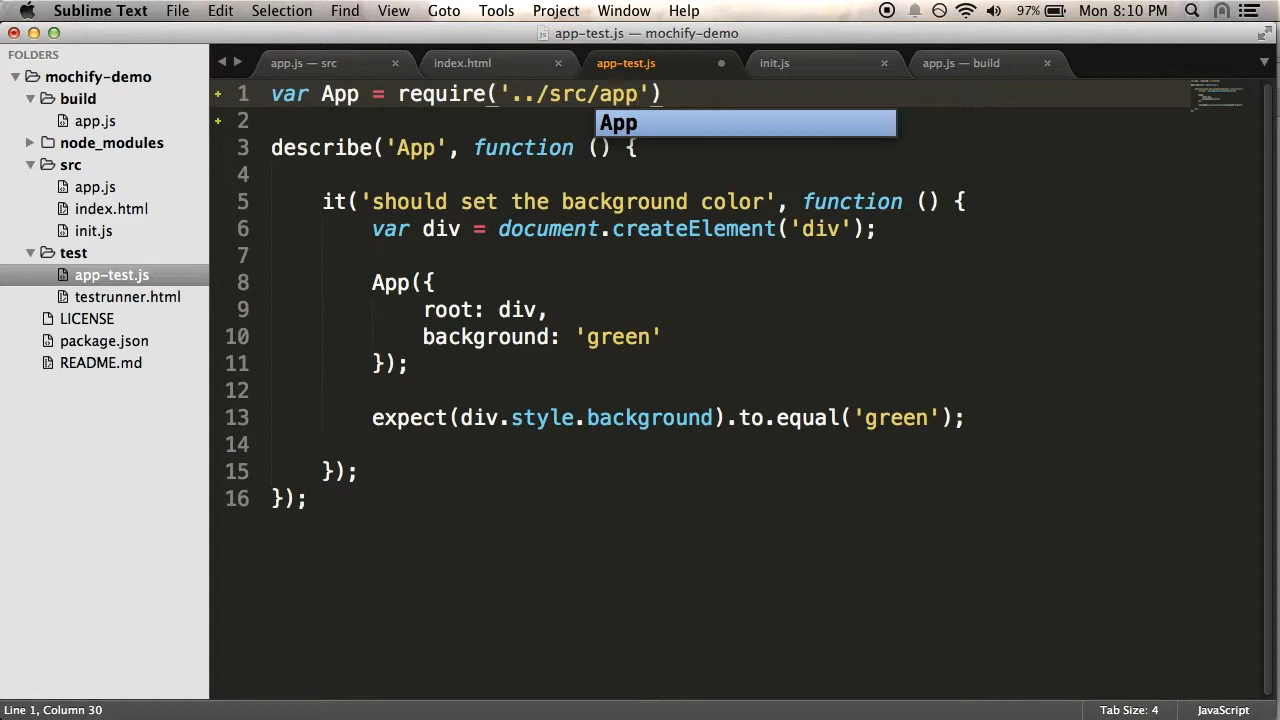 Sublime Text File Edit Selection Find View Goto Tools Project Window Help 97% Mon 8:10 PM
app-test.js — mochify-demo
FOLDERS
mochify-demo
build
app.js
node_modules
src
app.js
index.html
init.js
test
app-test.js
testrunner.html
LICENSE
package.json
README.md
app.js — src index.html app-test.js init.js app.js — build
1 var App = require('../src/app')
App
2
3 describe('App', function () {
4
5 it('should set the background color', function () {
6 var div = document.createElement('div');
7
8 App({
9 root: div,
10 background: 'green'
11 });
12
13 expect(div.style.background).to.equal('green');
14
15 });
16 });
Line 1, Column 30 Tab Size: 4 JavaScript